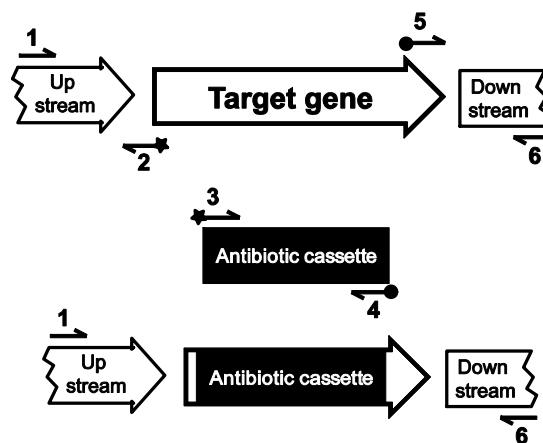 1
5
Up
stream
Target gene
Down
stream
2
6
3
Antibiotic cassette
4
1
Up
stream
Antibiotic cassette
Down
stream
6